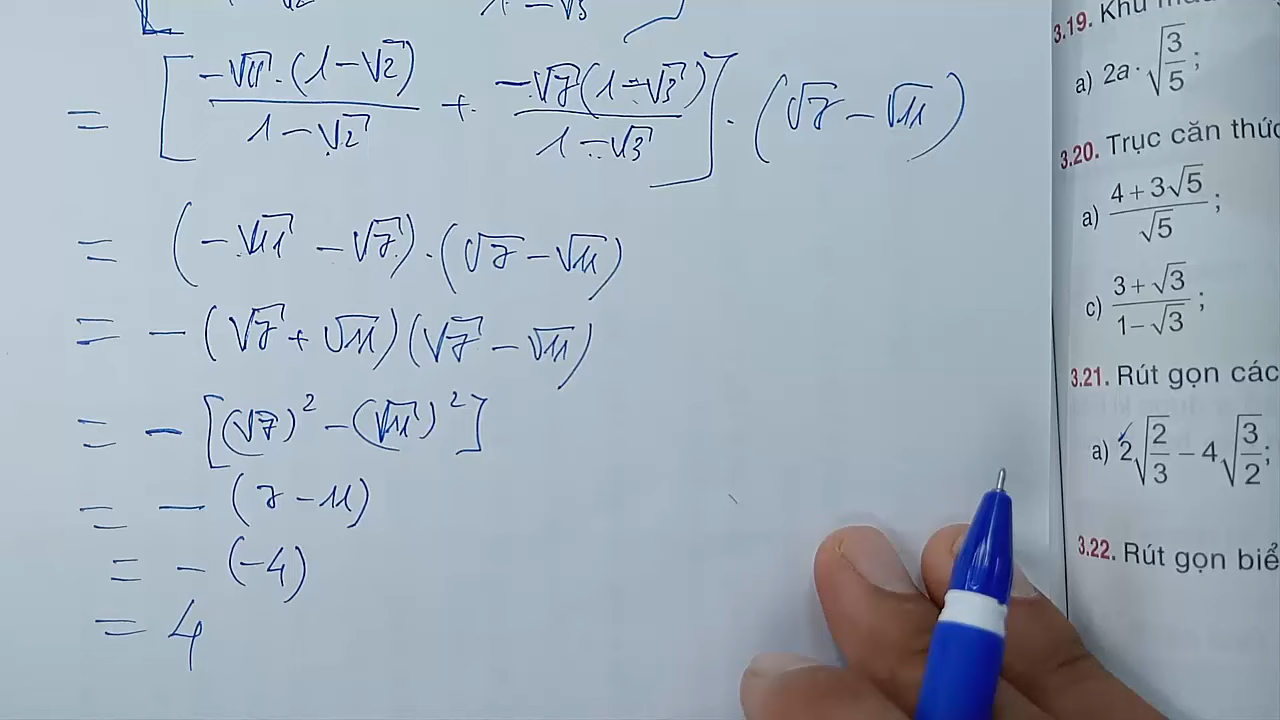 = [(-√11·(1-√2))/(1-√2) + (-√7(1-√3))/(1-√3)]·(√7-√11)
= (-√11-√7)·(√7-√11)
= -(√7+√11)(√7-√11)
= -[(√7)²-(√11)²]
= -(7-11)
= -(-4)
= 4
3.19. Khử
a) 2a·√(3/5);
3.20. Trục căn thức
a) (4+3√5)/√5;
c) (3+√3)/(1-√3);
3.21. Rút gọn các
a) 2√(2/3) - 4√(3/2);
3.22. Rút gọn